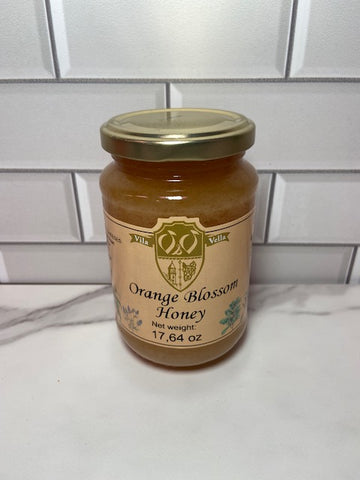 Vila Vella
Orange Blossom
Honey
Net weight:
17,64 oz